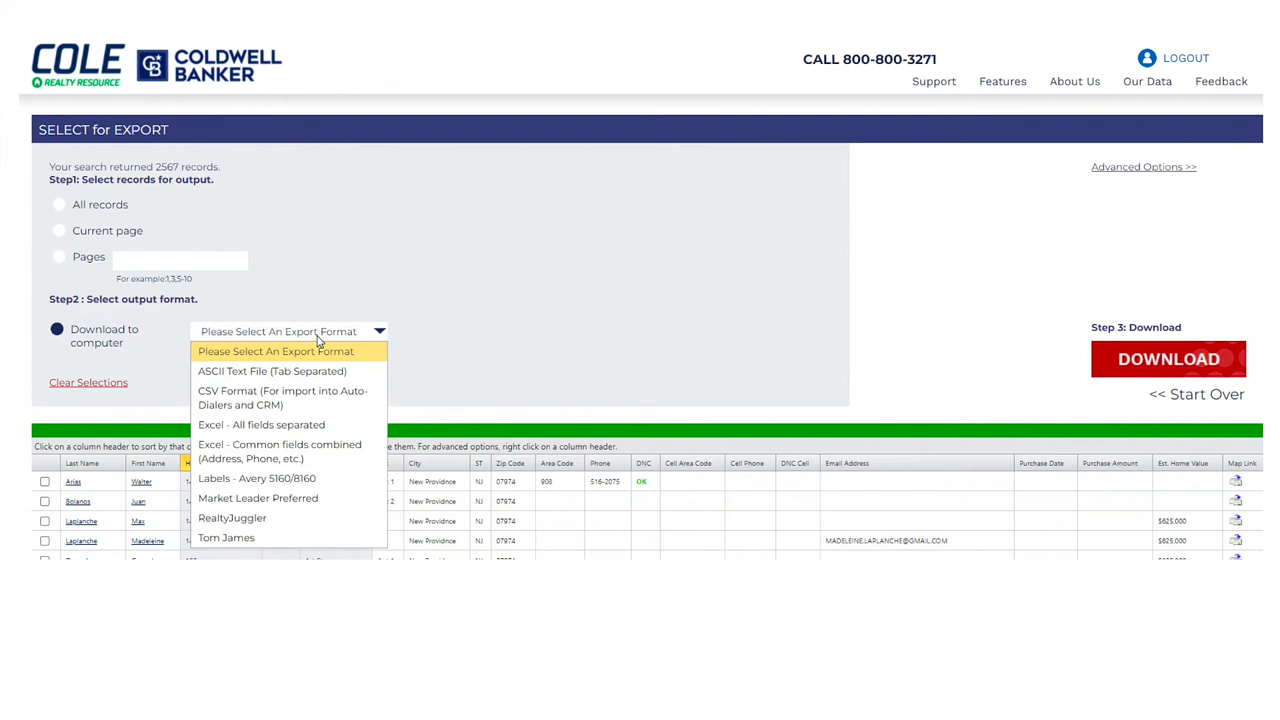 COLE
REALTY RESOURCE
CB
COLDWELL
BANKER
CALL 800-800-3271
LOGOUT
Support Features About Us Our Data Feedback
SELECT for EXPORT
Your search returned 2567 records.
Step1: Select records for output.
Advanced Options >>
All records
Current page
Pages
For example:1,3,5-10
Step2 : Select output format.
Download to
computer
Please Select An Export Format
Please Select An Export Format
ASCII Text File (Tab Separated)
CSV Format (For import into Auto-
Dialers and CRM)
Excel - All fields separated
Excel - Common fields combined
(Address, Phone, etc.)
Labels - Avery 5160/8160
Market Leader Preferred
RealtyJuggler
Tom James
Clear Selections
Step 3: Download
DOWNLOAD
<< Start Over
Click on a column header to sort by that c e them. For advanced options, right click on a column header.
Last Name First Name H City ST Zip Code Area Code Phone DNC Cell Area Code Cell Phone DNC Cell Email Address Purchase Date Purchase Amount Est. Home Value Map Link
Arias Walter 1 New Providnce NJ 07974 908 516-2075 OK
Bolanos Juan 2 New Providnce NJ 07974
Laplanche Max New Providnce NJ 07974 $625,000
Laplanche Madeleine New Providnce NJ 07974 MADELEINE.LAPLANCHE@GMAIL.COM $625,000